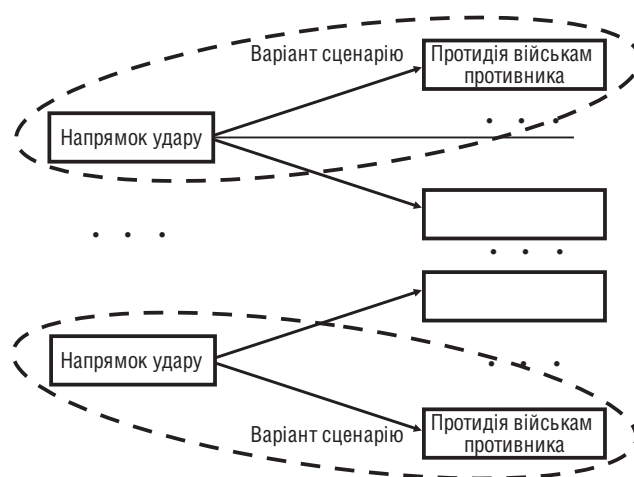 Варіант сценарію
Протидія військам
противника
Напрямок удару
Напрямок удару
Варіант сценарію
Протидія військам
противника